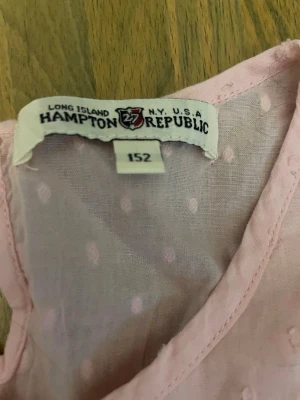 LONG ISLAND N.Y. U.S.A
HAMPTON 27 REPUBLIC
152